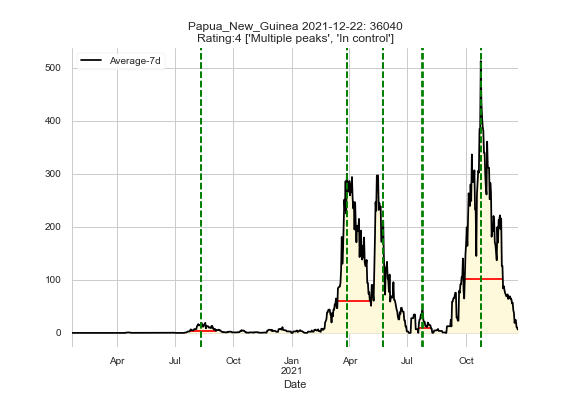 Papua_New_Guinea 2021-12-22: 36040
Rating:4 ['Multiple peaks', 'In control']
Average-7d
500
400
300
200
100
0
Apr Jul Oct Jan Apr Jul Oct
2021
Date